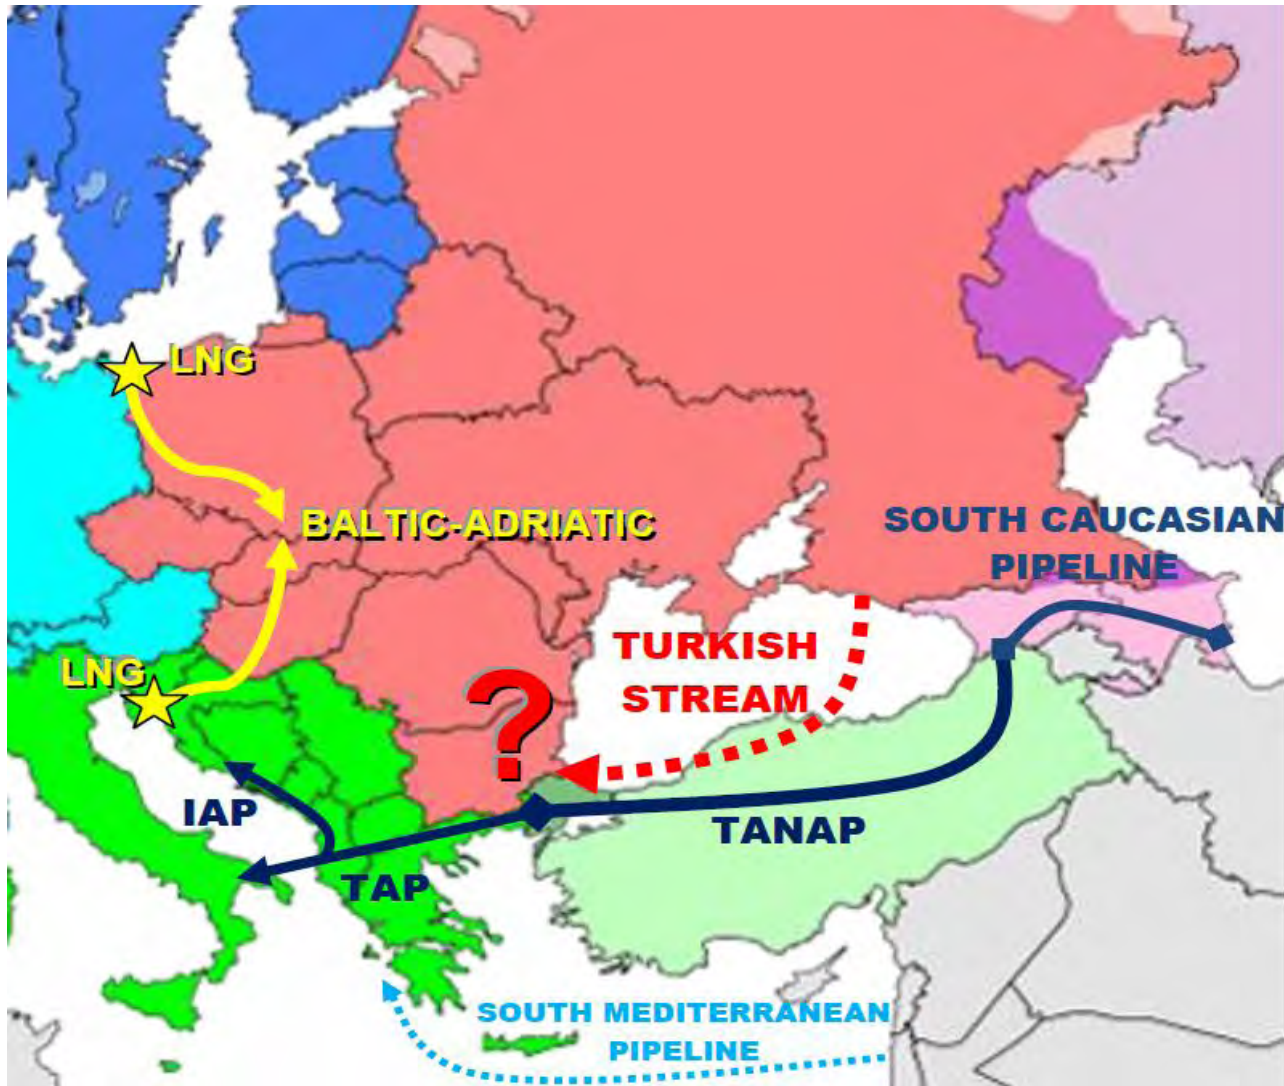 LNG
BALTIC-ADRIATIC
SOUTH CAUCASIAN
PIPELINE
TURKISH
STREAM
LNG
?
IAP
TANAP
TAP
SOUTH MEDITERRANEAN
PIPELINE